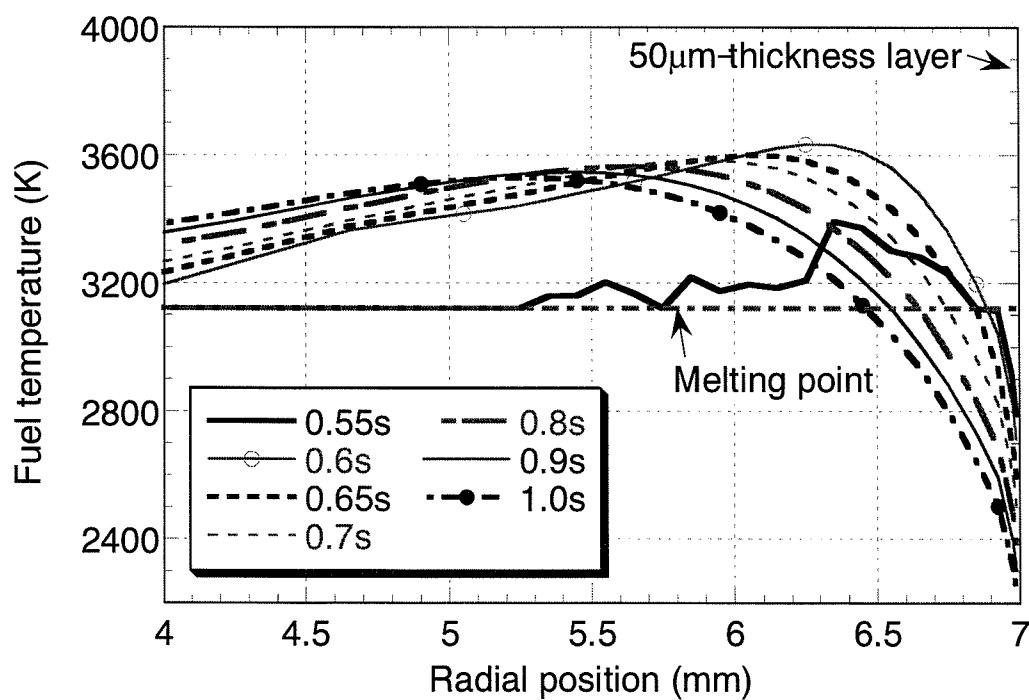 4000
3600
3200
2800
2400
Fuel temperature (K)
50μm-thickness layer
Melting point
0.55s
0.6s
0.65s
0.7s
0.8s
0.9s
1.0s
4 4.5 5 5.5 6 6.5 7
Radial position (mm)